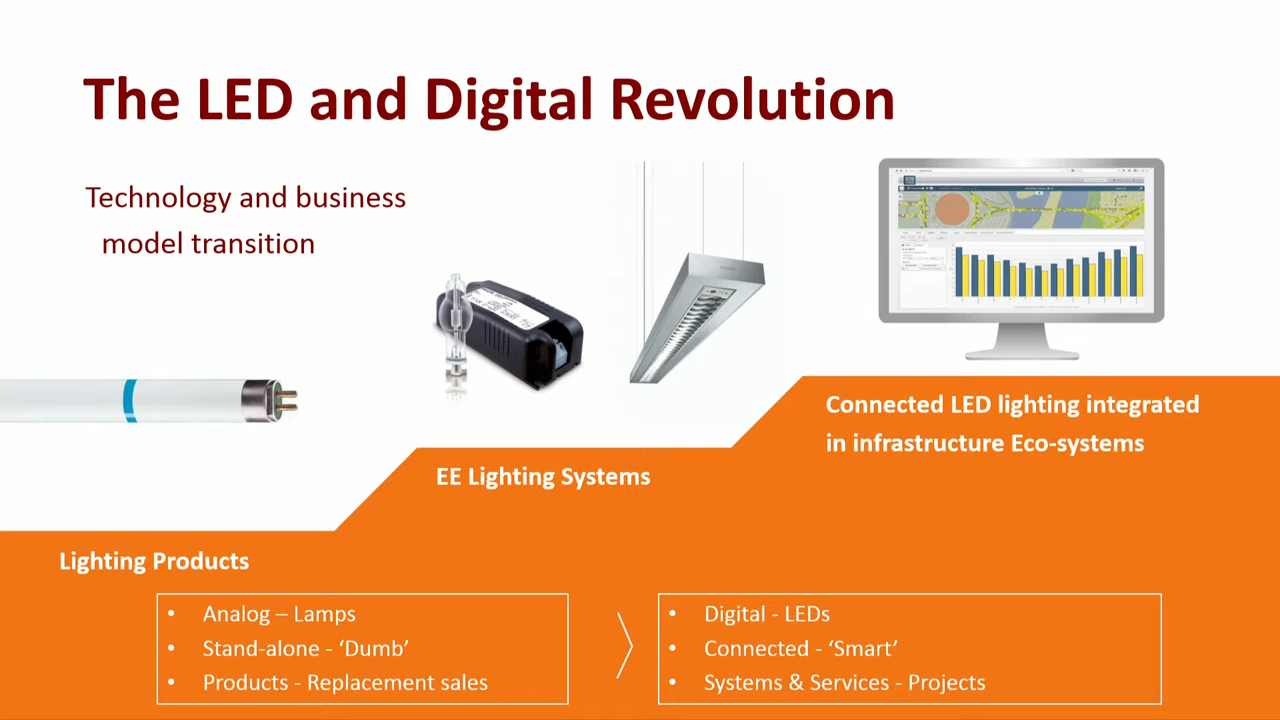 The LED and Digital Revolution
Technology and business
model transition
Connected LED lighting integrated
in infrastructure Eco-systems
EE Lighting Systems
Lighting Products
• Analog – Lamps
• Stand-alone - ‘Dumb’
• Products - Replacement sales
• Digital - LEDs
• Connected - ‘Smart’
• Systems & Services - Projects